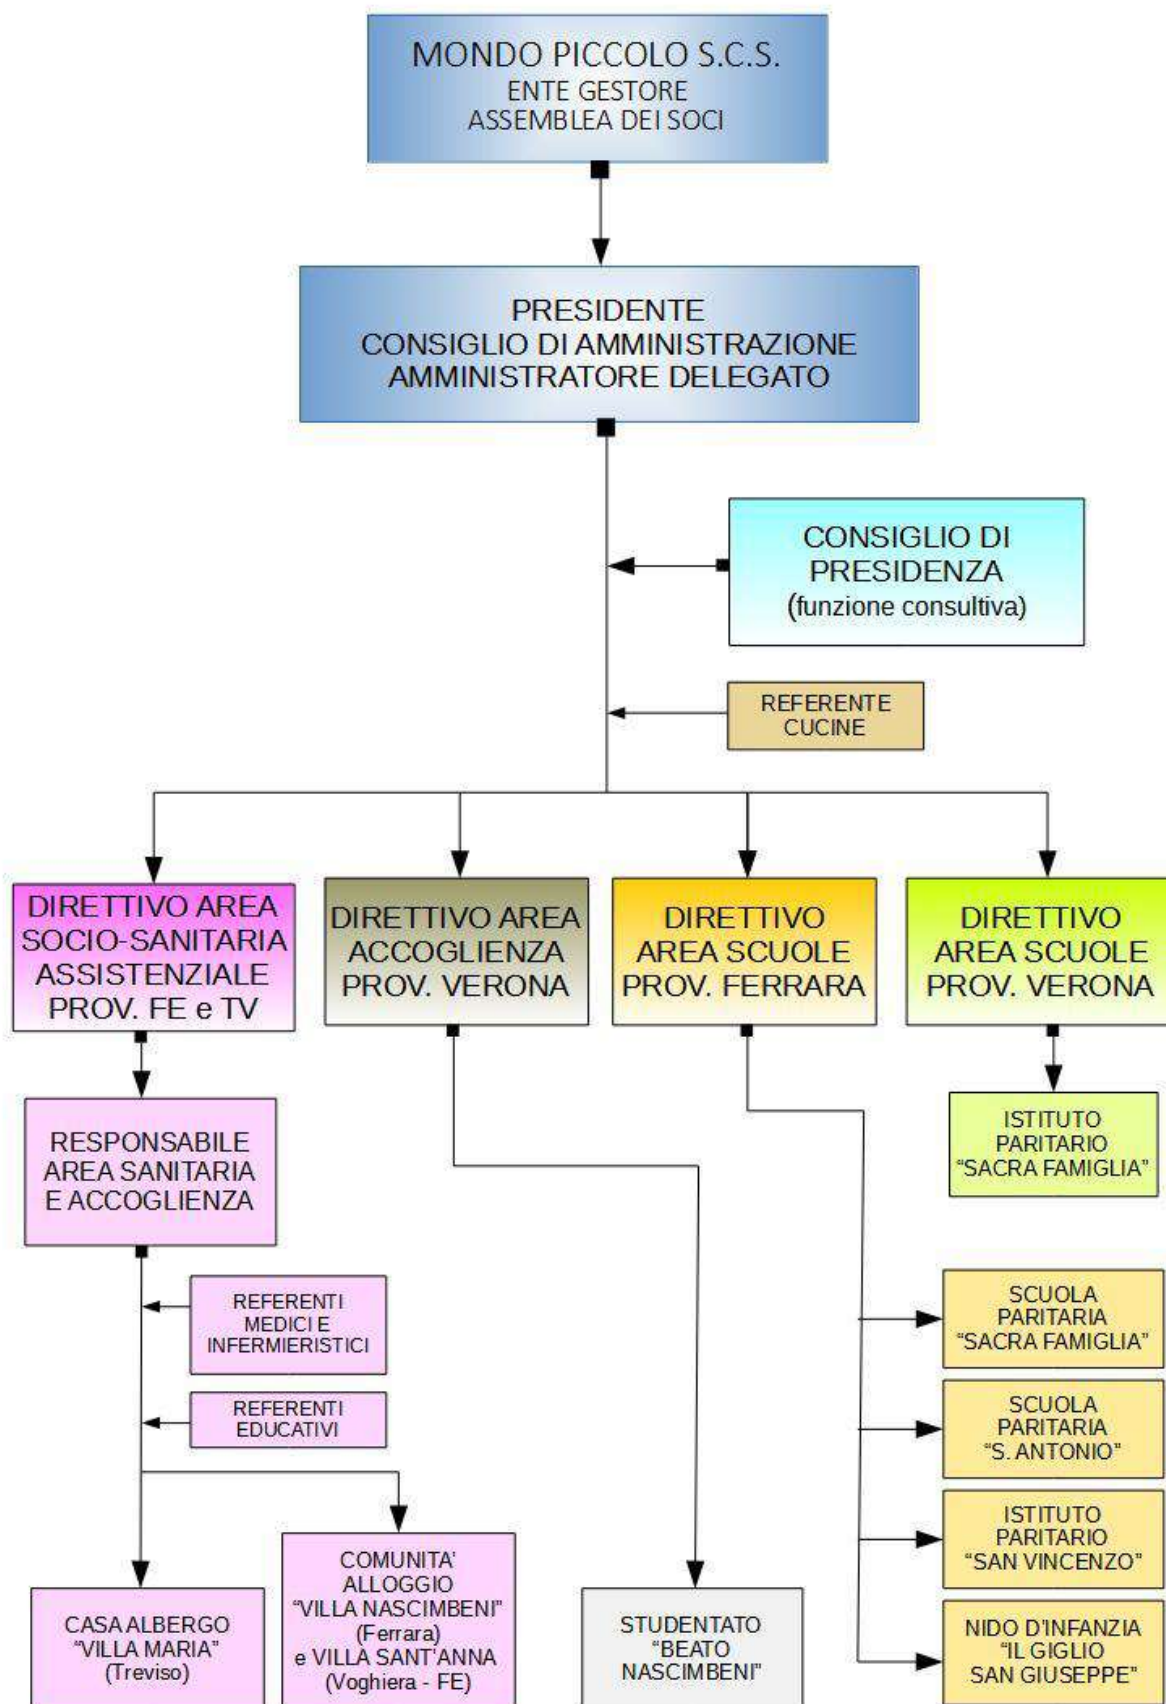 MONDO PICCOLO S.C.S.
ENTE GESTORE
ASSEMBLEA DEI SOCI
PRESIDENTE
CONSIGLIO DI AMMINISTRAZIONE
AMMINISTRATORE DELEGATO
CONSIGLIO DI
PRESIDENZA
(funzione consultiva)
REFERENTE
CUCINE
DIRETTIVO AREA
SOCIO-SANITARIA
ASSISTENZIALE
PROV. FE e TV
DIRETTIVO AREA
ACCOGLIENZA
PROV. VERONA
DIRETTIVO
AREA SCUOLE
PROV. FERRARA
DIRETTIVO
AREA SCUOLE
PROV. VERONA
RESPONSABILE
AREA SANITARIA
E ACCOGLIENZA
ISTITUTO
PARITARIO
“SACRA FAMIGLIA”
REFERENTI
MEDICI E
INFERMIERISTICI
REFERENTI
EDUCATIVI
SCUOLA
PARITARIA
“SACRA FAMIGLIA”
SCUOLA
PARITARIA
“S. ANTONIO”
ISTITUTO
PARITARIO
“SAN VINCENZO”
CASA ALBERGO
“VILLA MARIA”
(Treviso)
COMUNITA’
ALLOGGIO
“VILLA NASCIMBENI”
(Ferrara)
e VILLA SANT’ANNA
(Voghiera - FE)
STUDENTATO
“BEATO
NASCIMBENI”
NIDO D’INFANZIA
“IL GIGLIO
SAN GIUSEPPE”